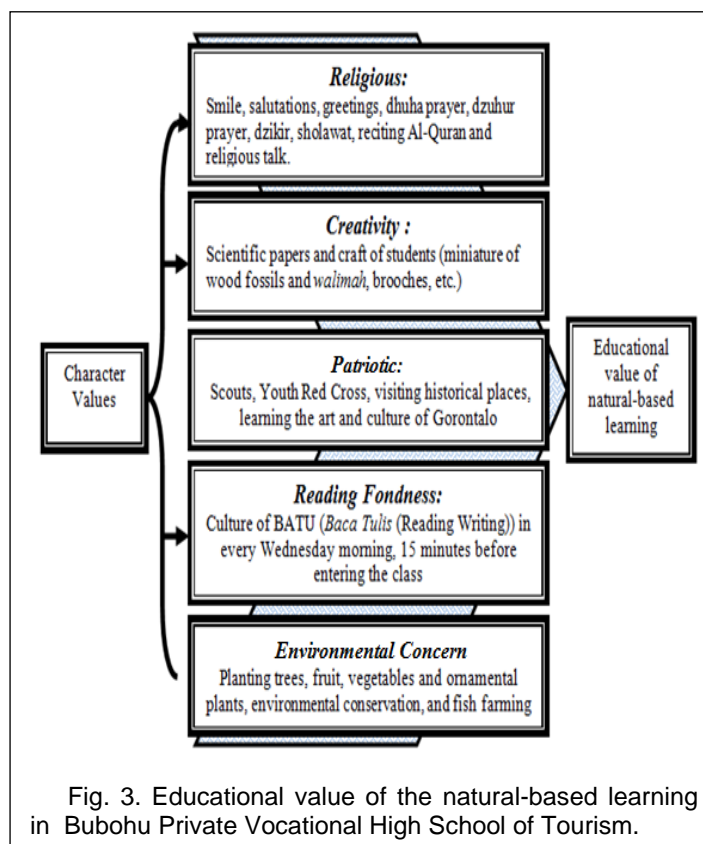 Religious:
Smile, salutations, greetings, dhuha prayer, dzuhur
prayer, dzikir, sholawat, reciting Al-Quran and
religious talk.
Creativity :
Scientific papers and craft of students (miniature of
wood fossils and walimah, brooches, etc.)
Character
Values
Patriotic:
Scouts, Youth Red Cross, visiting historical places,
learning the art and culture of Gorontalo
Educational
value of
natural-based
learning
Reading Fondness:
Culture of BATU (Baca Tulis (Reading Writing)) in
every Wednesday morning, 15 minutes before
entering the class
Environmental Concern
Planting trees, fruit, vegetables and ornamental
plants, environmental conservation, and fish farming
Fig. 3. Educational value of the natural-based learning
in Bubohu Private Vocational High School of Tourism.